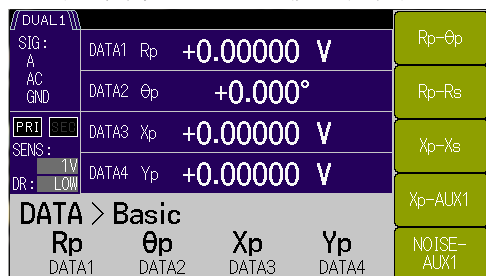 DUAL1
SIG:
A
AC
GND
PRI SEC
SENS:
1V
DR: LOW
DATA1 Rp +0.00000 V
DATA2 θp +0.000°
DATA3 Xp +0.00000 V
DATA4 Yp +0.00000 V
DATA > Basic
Rp θp Xp Yp
DATA1 DATA2 DATA3 DATA4
Rp-θp
Rp-Rs
Xp-Xs
Xp-AUX1
NOISE-
AUX1